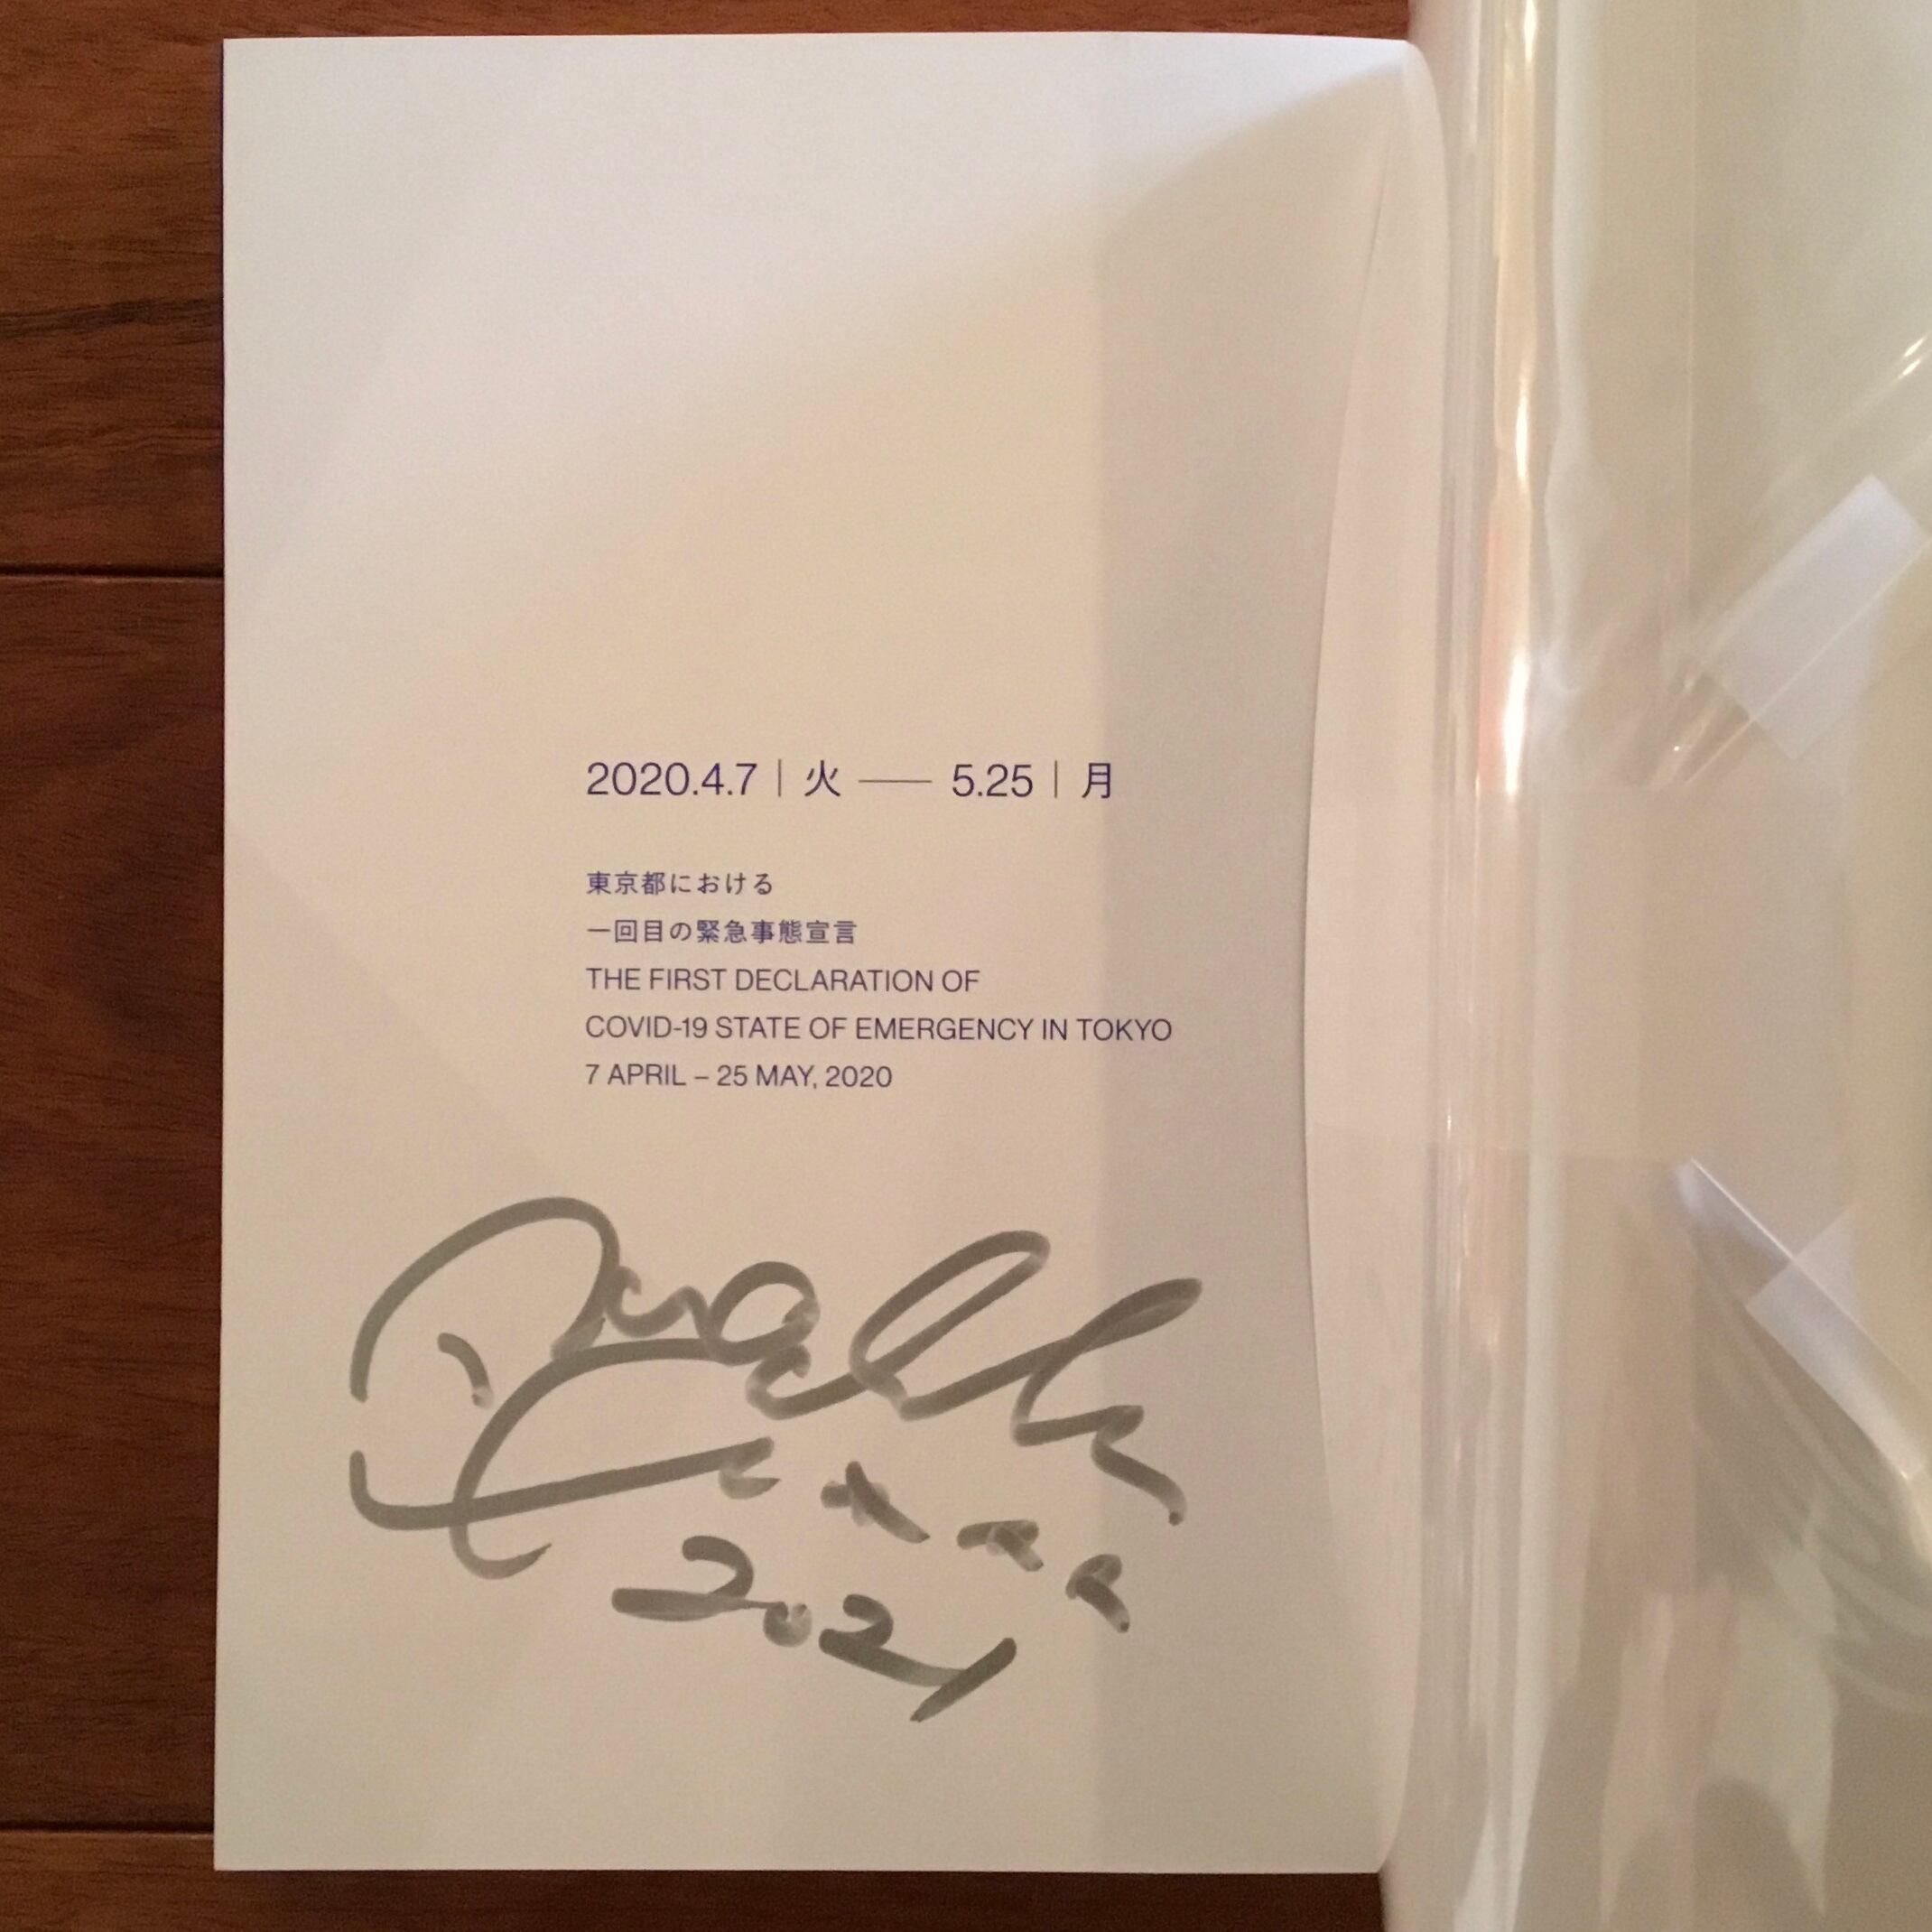 2020.4.7｜火 —— 5.25｜月
東京都における
一回目の緊急事態宣言
THE FIRST DECLARATION OF
COVID-19 STATE OF EMERGENCY IN TOKYO
7 APRIL – 25 MAY, 2020
2021